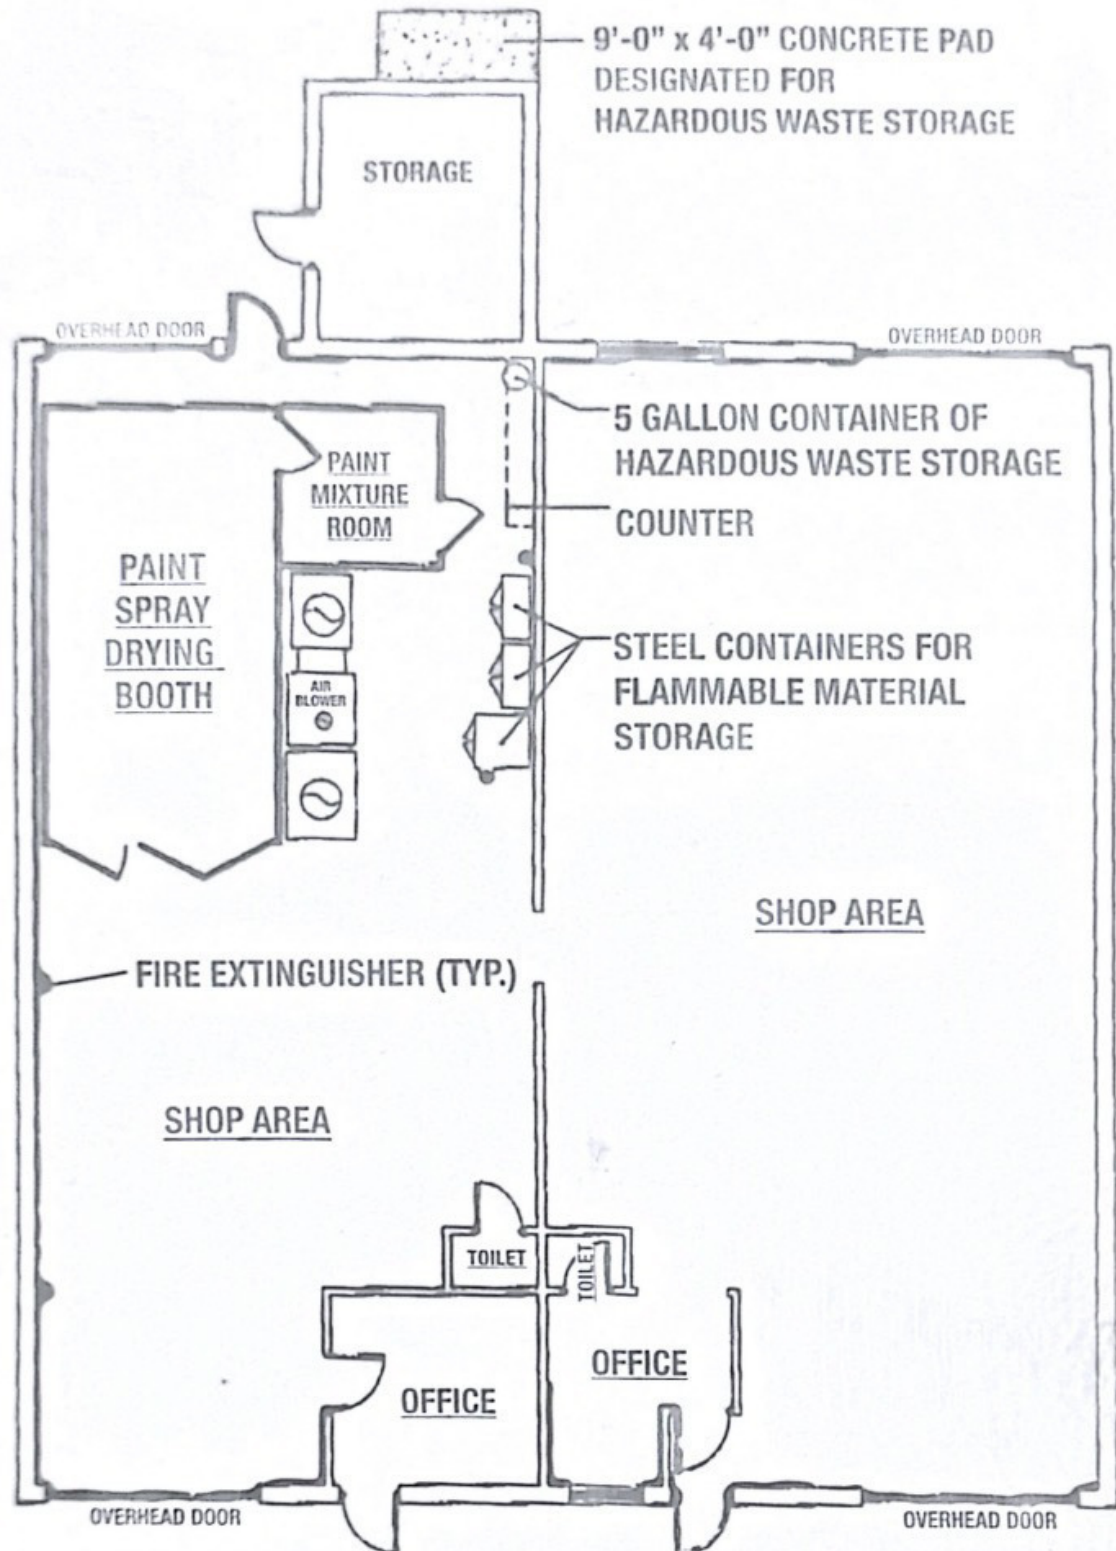 9'-0" x 4'-0" CONCRETE PAD
DESIGNATED FOR
HAZARDOUS WASTE STORAGE
STORAGE
OVERHEAD DOOR
OVERHEAD DOOR
5 GALLON CONTAINER OF
HAZARDOUS WASTE STORAGE
PAINT
MIXTURE
ROOM
COUNTER
PAINT
SPRAY
DRYING
BOOTH
STEEL CONTAINERS FOR
FLAMMABLE MATERIAL
STORAGE
AIR
BLOWER
SHOP AREA
FIRE EXTINGUISHER (TYP.)
SHOP AREA
TOILET
TOILET
OFFICE
OFFICE
OVERHEAD DOOR
OVERHEAD DOOR